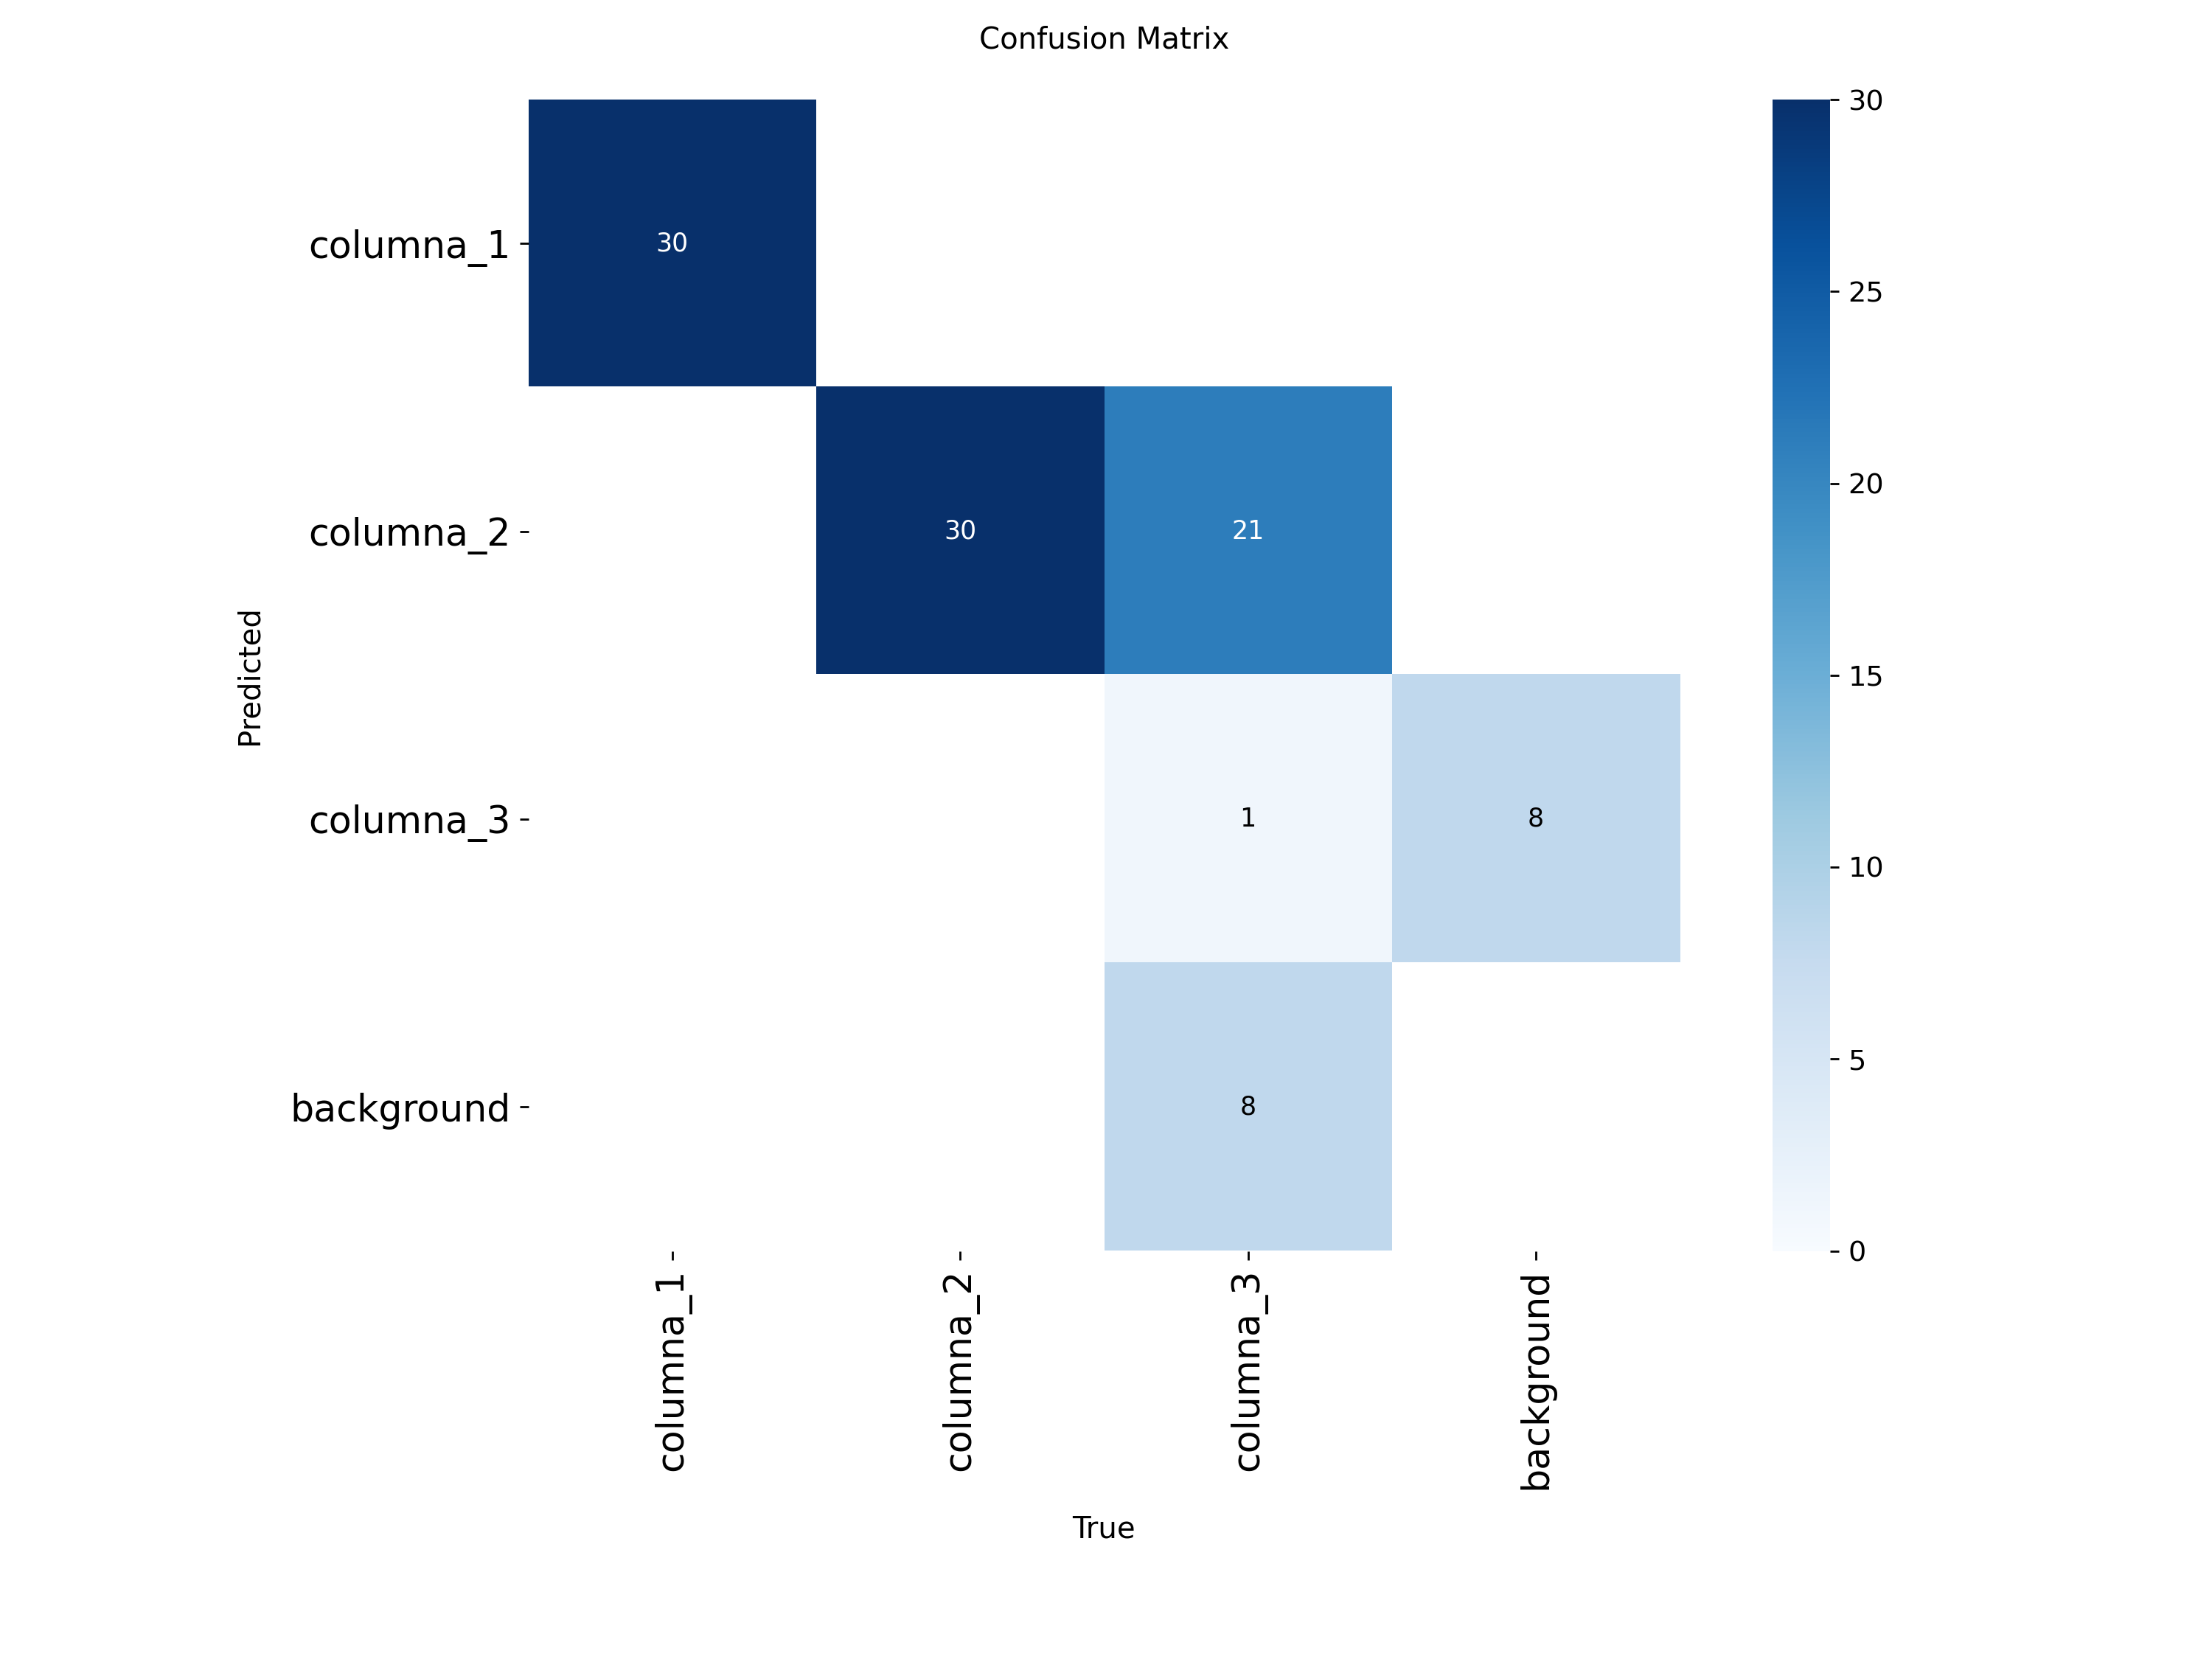 Confusion Matrix
columna_1
columna_2
columna_3
background
Predicted
30
30 21
1 8
8
columna_1 columna_2 columna_3 background
True
30
25
20
15
10
5
0